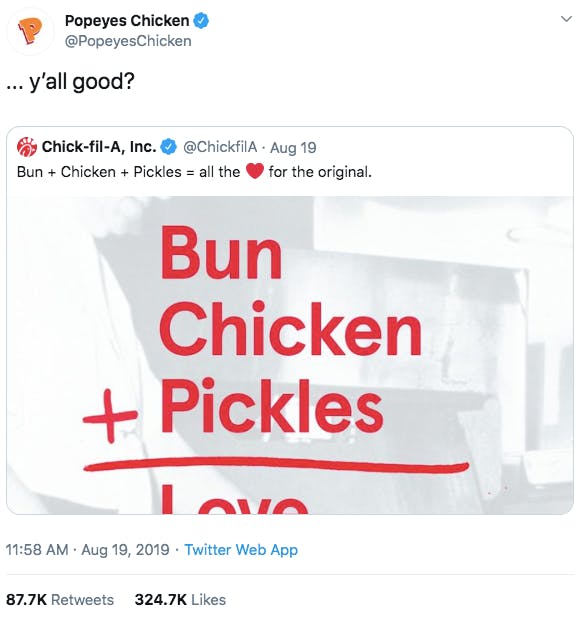 Popeyes Chicken
@PopeyesChicken
... y'all good?
Chick-fil-A, Inc. @ChickfilA · Aug 19
Bun + Chicken + Pickles = all the ❤️ for the original.
Bun
Chicken
+ Pickles
Love
11:58 AM · Aug 19, 2019 · Twitter Web App
87.7K Retweets 324.7K Likes